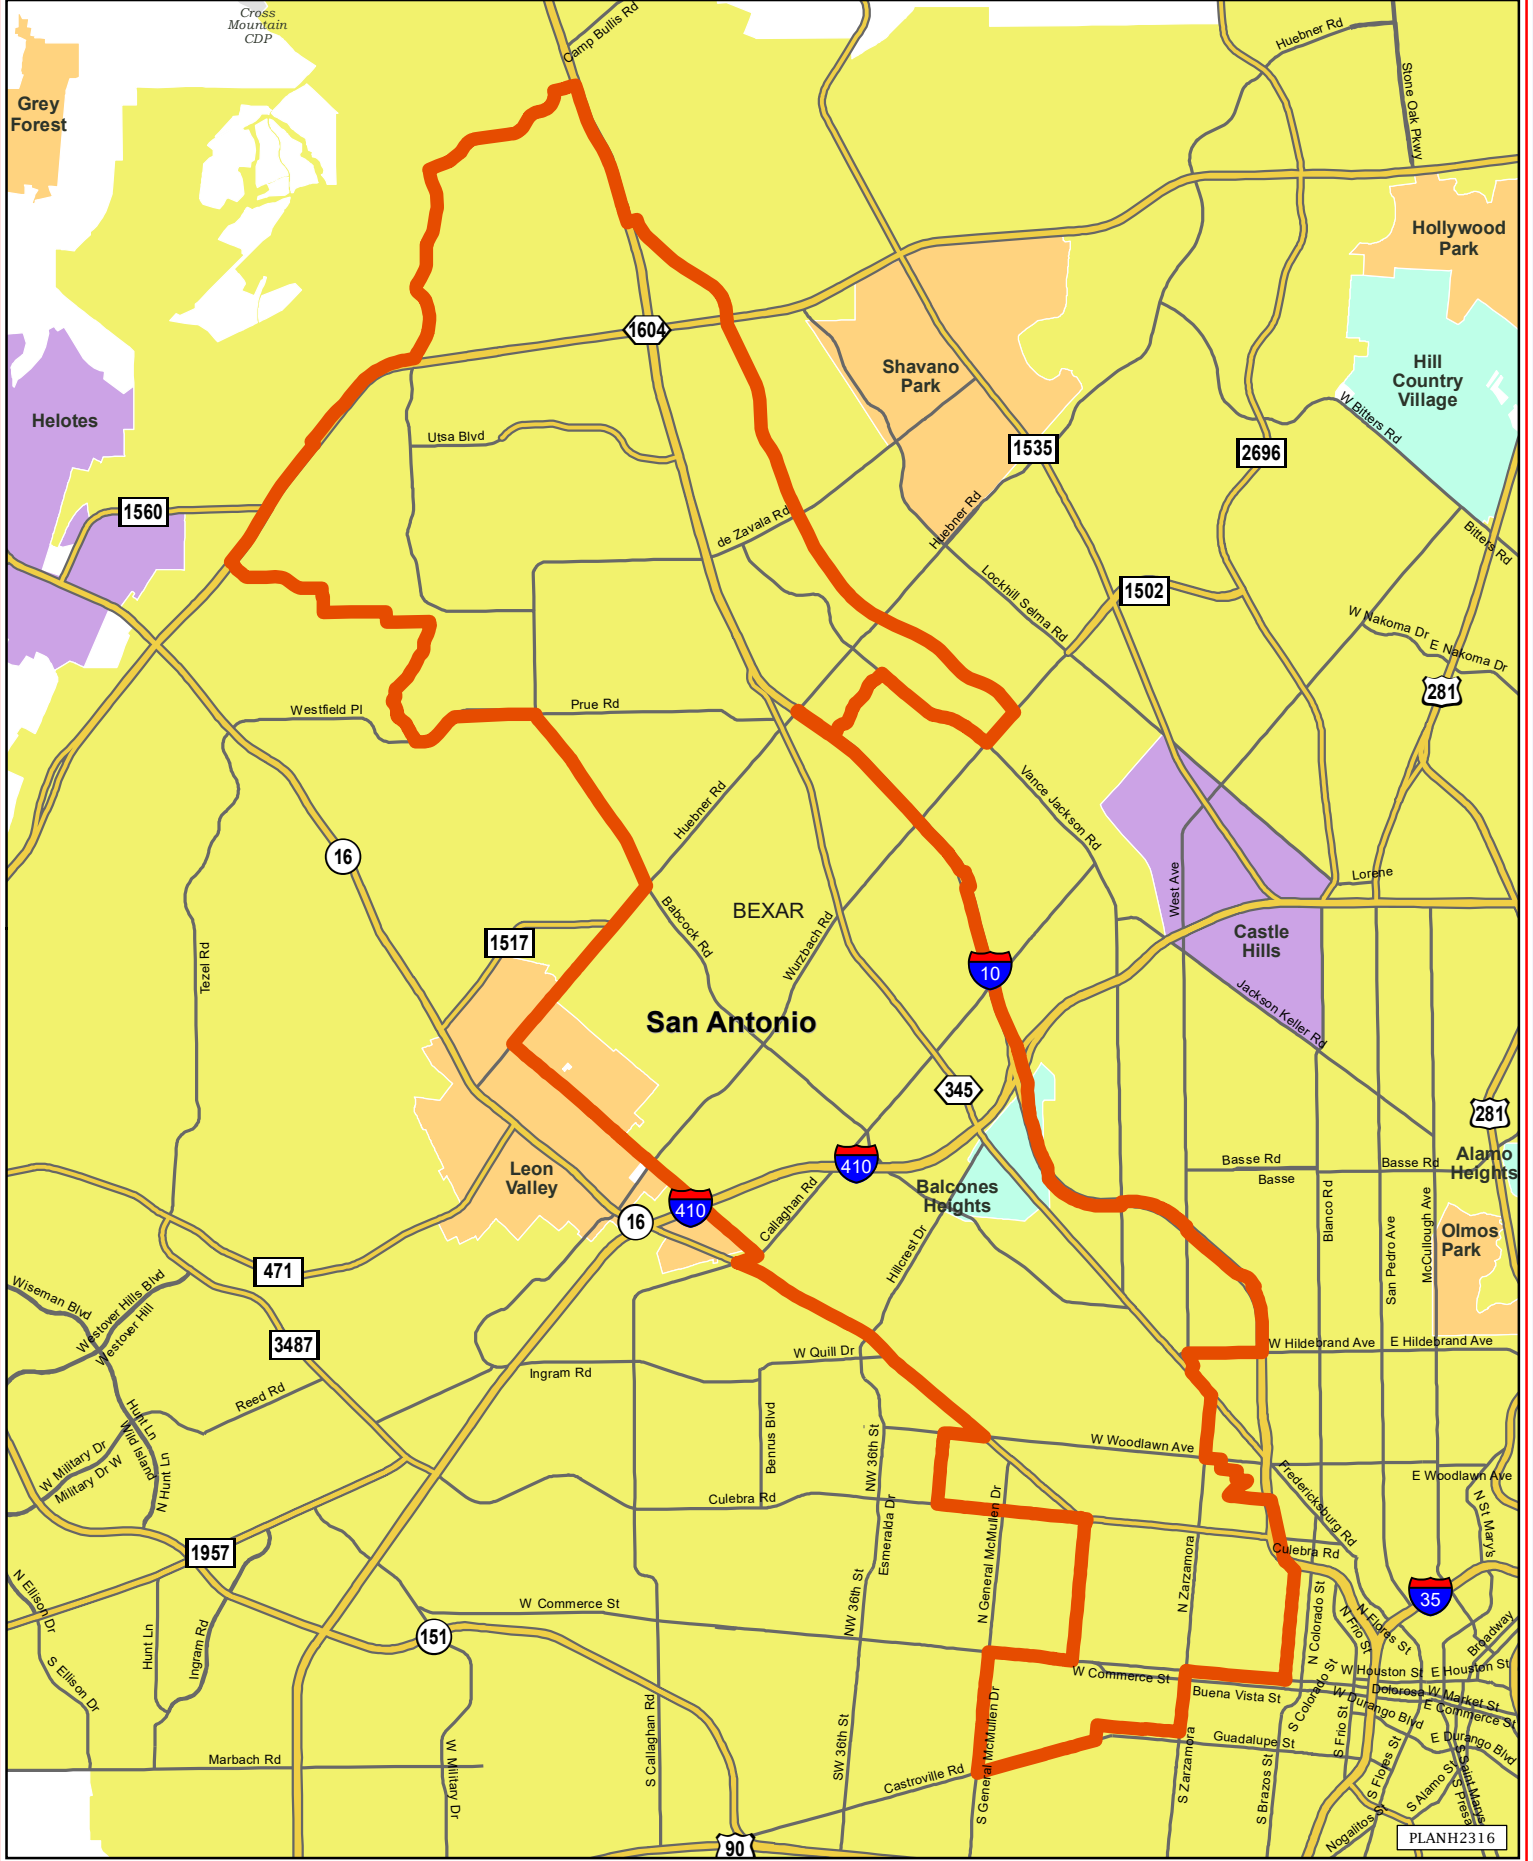 Cross
Mountain
CDP
Camp Bullis Rd
Huebner Rd
Stone Oak Pkwy
Grey
Forest
Hollywood
Park
1604
Shavano
Park
Hill
Country
Village
Helotes
Utsa Blvd
W Bitters Rd
1535
2696
1560
de Zavala Rd
Huebner Rd
Bitters Rd
Lockhill Selma Rd
1502
W Nakoma Dr
E Nakoma Dr
281
Westfield Pl
Prue Rd
Huebner Rd
Vance Jackson Rd
16
Lorene
West Ave
Babcock Rd
BEXAR
Wurzbach Rd
1517
Castle
Hills
Tezel Rd
10
Jackson Keller Rd
San Antonio
345
281
410
Basse Rd
Basse
Basse Rd
Alamo
Heights
Leon
Valley
Balcones
Heights
410
16
Callaghan Rd
Blanco Rd
San Pedro Ave
McCullough Ave
Olmos
Park
Hillcrest Dr
471
Wiseman Blvd
Westover Hills Blvd
Westover Hill
3487
W Quill Dr
W Hildebrand Ave
E Hildebrand Ave
Ingram Rd
Reed Rd
Hunt Ln
Wild Island
N Hunt Ln
W Military Dr
Military Dr W
Benrus Blvd
NW 36th St
W Woodlawn Ave
E Woodlawn Ave
Culebra Rd
Esmeralda Dr
N General McMullen Dr
Fredericksburg Rd
N St Mary's
1957
Culebra Rd
N Ellison Dr
N Zarzamora
35
W Commerce St
NW 36th St
N Colorado St
N Frio St
N Flores St
Broadway
151
Hunt Ln
Ingram Rd
S Ellison Dr
W Commerce St
W Houston St
E Houston St
Buena Vista St
Dolorosa
W Market St
S Colorado St
W Durango Blvd
E Commerce St
S Callaghan Rd
S General McMullen Dr
SW 36th St
S Zarzamora
Guadalupe St
S Frio St
E Durango Blvd
Marbach Rd
W Military Dr
Castroville Rd
S Brazos St
S Flores St
S Alamo St
S Saint Marys
S Presa
Nogalitos St
90
PLANH2316